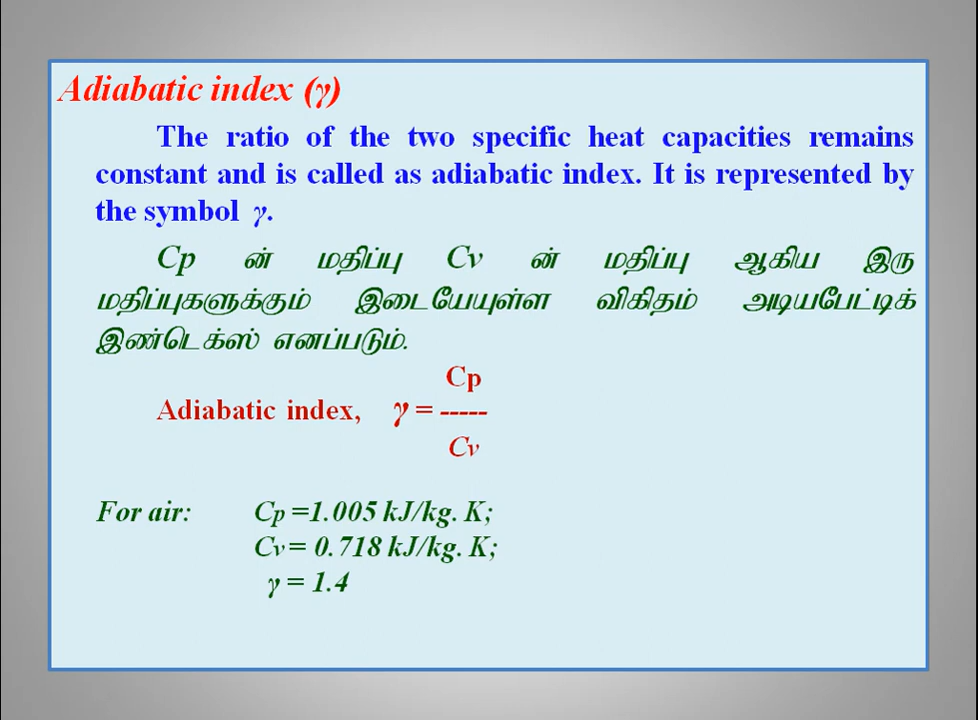 Adiabatic index (γ)
The ratio of the two specific heat capacities remains
constant and is called as adiabatic index. It is represented by
the symbol γ.
Cp ன் மதிப்பு Cv ன் மதிப்பு ஆகிய இரு
மதிப்புகளுக்கும் இடையேயுள்ள விகிதம் அடியபேட்டிக்
இண்டெக்ஸ் எனப்படும்.
Cp
Adiabatic index, γ = -----
Cv
For air: Cp =1.005 kJ/kg. K;
Cv = 0.718 kJ/kg. K;
γ = 1.4